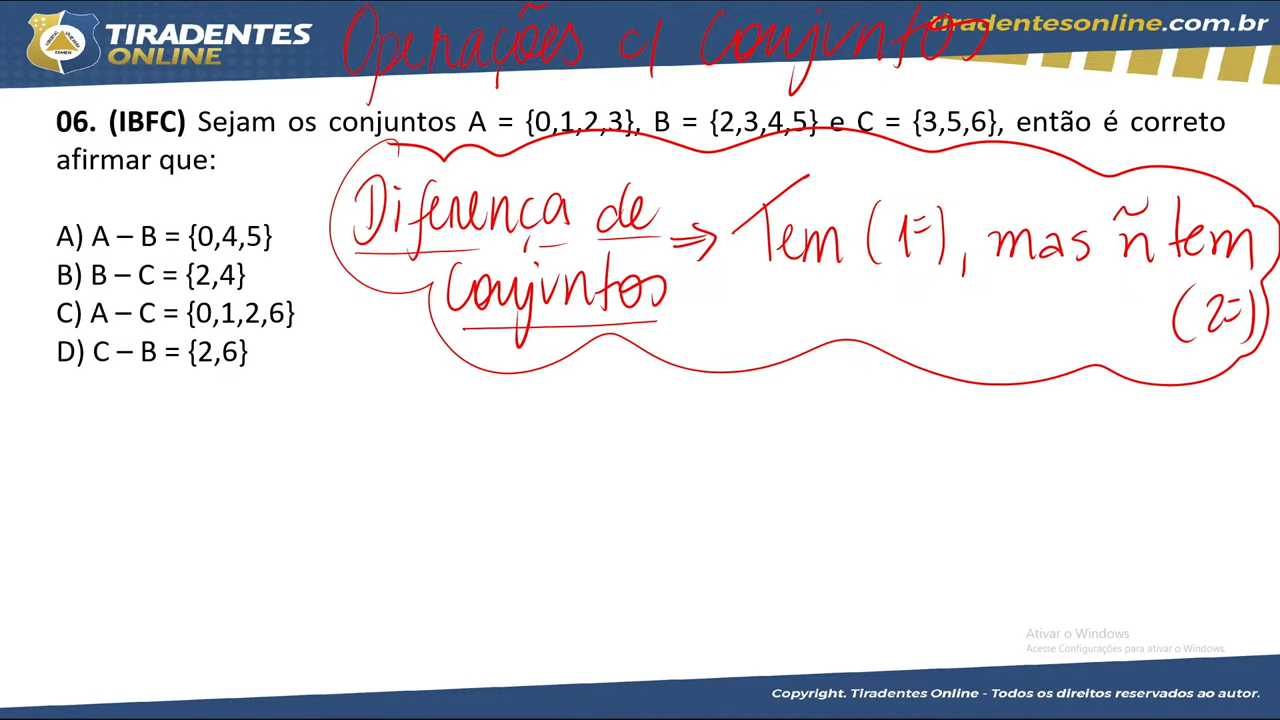 TIRADENTES
ONLINE
tiradentesonline.com.br
Operações c/ Conjuntos
06. (IBFC) Sejam os conjuntos A = {0,1,2,3}, B = {2,3,4,5} e C = {3,5,6}, então é correto
afirmar que:
A) A – B = {0,4,5}
B) B – C = {2,4}
C) A – C = {0,1,2,6}
D) C – B = {2,6}
Diferença de
Conjuntos
⇒ Tem (1=), mas ñ tem
(2=)
Ativar o Windows
Acesse Configurações para ativar o Windows.
Copyright. Tiradentes Online - Todos os direitos reservados ao autor.